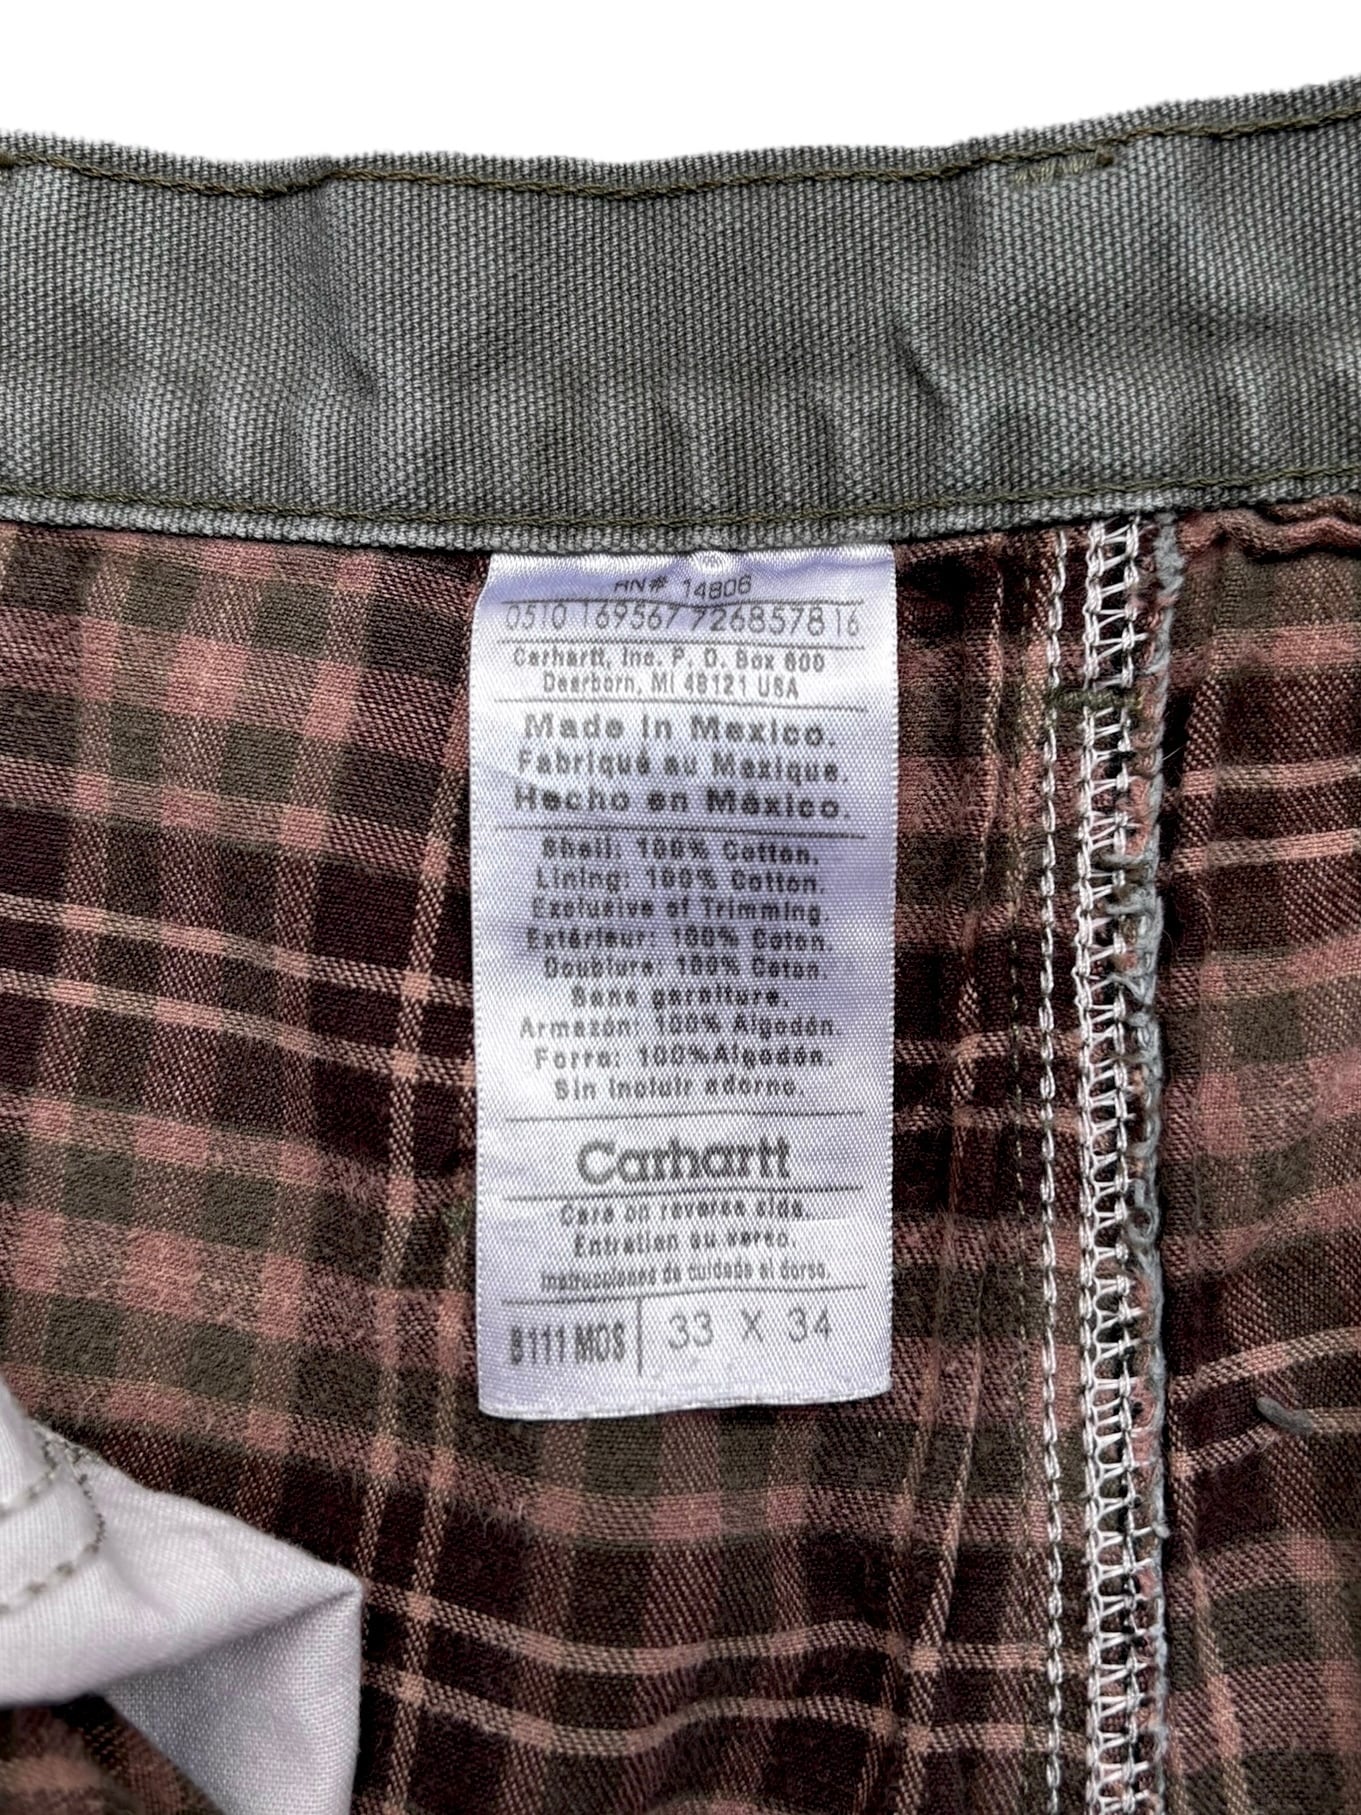 RN# 14806
0510 169567 7268578 16
Carhartt, Inc. P. O. Box 600
Dearborn, MI 48121 USA
Made in Mexico.
Fabriqué au Mexique.
Hecho en México.
Shell: 100% Cotton.
Lining: 100% Cotton.
Exclusive of Trimming.
Extérieur: 100% Coton.
Doublure: 100% Coton.
Sans garniture.
Armazón: 100% Algodón.
Forro: 100%Algodón.
Sin incluir adorno.
Carhartt
Care on reverse side.
Entretien au verso.
Instrucciones de cuidado al dorso.
B111 MOS 33 X 34